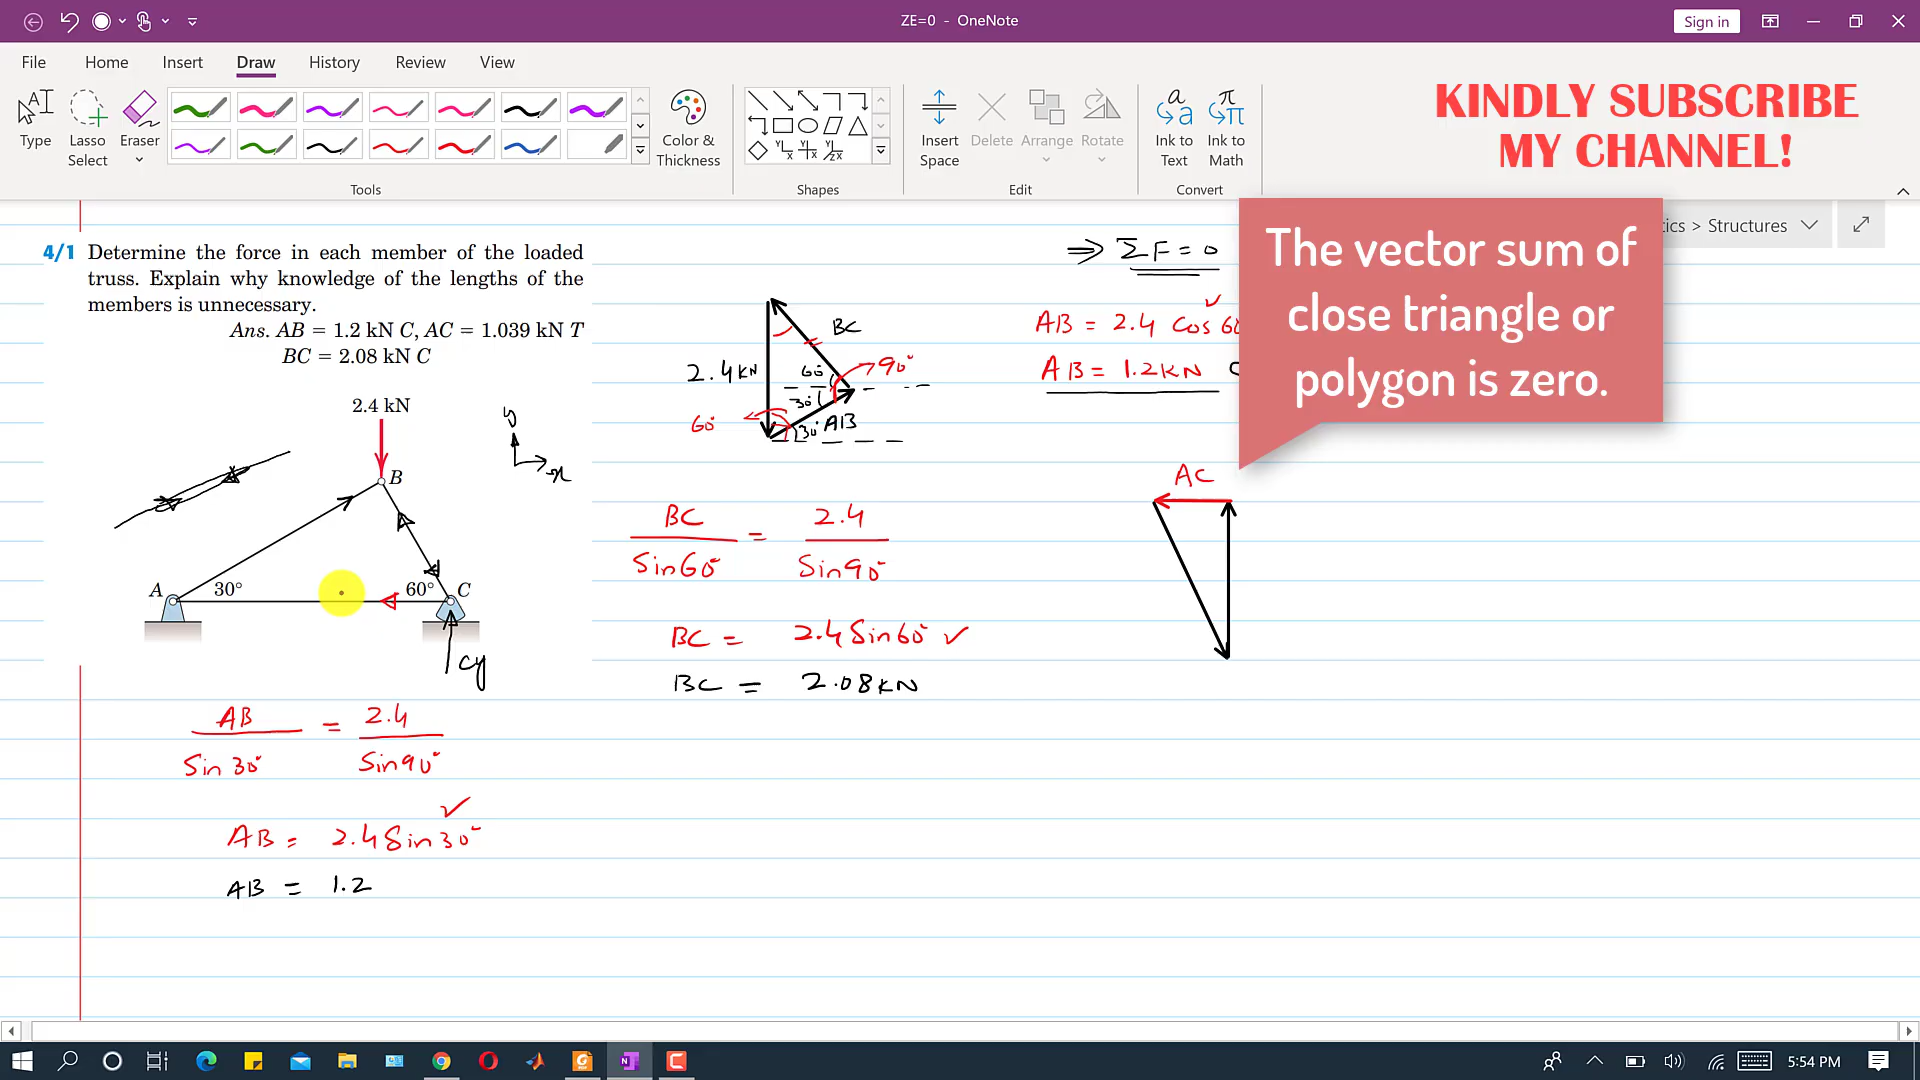 ZE=0 - OneNote
Sign in
File Home Insert Draw History Review View
Type
Lasso Select
Eraser
Color & Thickness
Insert Space
Delete
Arrange
Rotate
Ink to Text
Ink to Math
Tools
Shapes
Edit
Convert
KINDLY SUBSCRIBE
MY CHANNEL!
tics > Structures
The vector sum of
close triangle or
polygon is zero.
4/1 Determine the force in each member of the loaded
truss. Explain why knowledge of the lengths of the
members is unnecessary.
Ans. AB = 1.2 kN C, AC = 1.039 kN T
BC = 2.08 kN C
2.4 kN
B
A
30°
60°
C
Cy
y
x
BC
2.4KN
60°
90°
30°
60°
30°
AB
⇒ ΣF = 0
AB = 2.4 Cos 60
AB = 1.2KN
AC
BC / Sin60° = 2.4 / Sin90°
BC = 2.4 Sin60° ✓
BC = 2.08KN
AB / Sin 30° = 2.4 / Sin90°
✓
AB = 2.4 Sin30°
AB = 1.2
5:54 PM